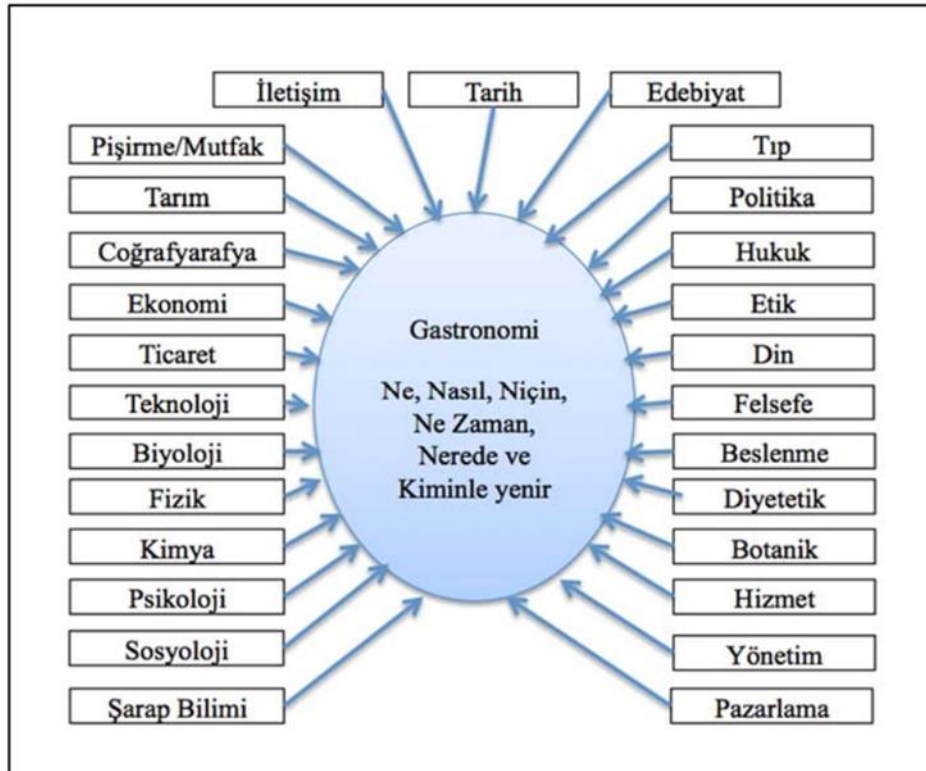 İletişim
Tarih
Edebiyat
Pişirme/Mutfak
Tarım
Coğrafyarafya
Ekonomi
Ticaret
Teknoloji
Biyoloji
Fizik
Kimya
Psikoloji
Sosyoloji
Şarap Bilimi
Gastronomi
Ne, Nasıl, Niçin,
Ne Zaman,
Nerede ve
Kiminle yenir
Tıp
Politika
Hukuk
Etik
Din
Felsefe
Beslenme
Diyetetik
Botanik
Hizmet
Yönetim
Pazarlama